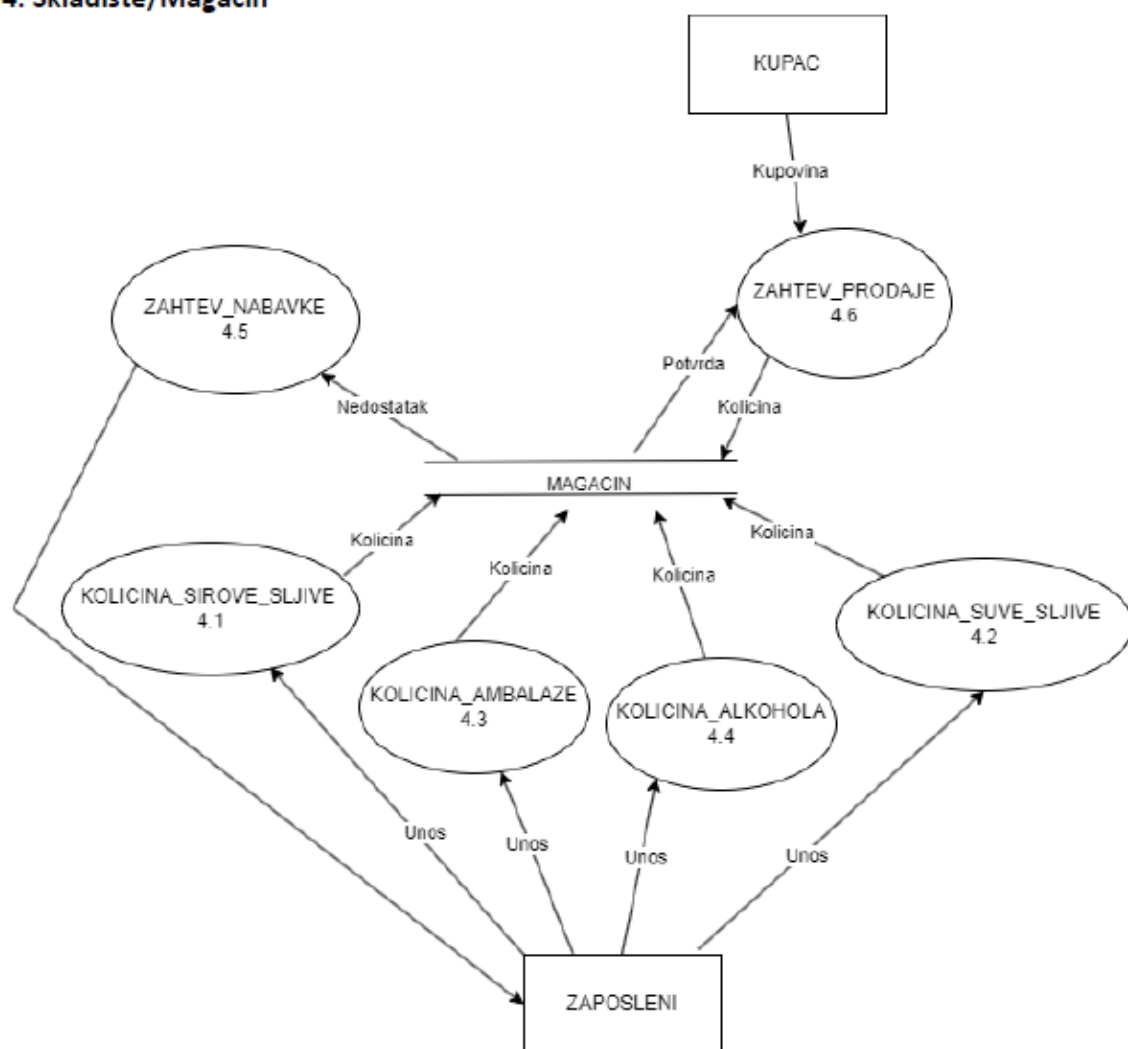 4. Skladište/Magacin
KUPAC
Kupovina
ZAHTEV_NABAVKE
4.5
ZAHTEV_PRODAJE
4.6
Potvrda
Nedostatak
Kolicina
MAGACIN
Kolicina
Kolicina
Kolicina
Kolicina
KOLICINA_SIROVE_SLJIVE
4.1
KOLICINA_SUVE_SLJIVE
4.2
KOLICINA_AMBALAZE
4.3
KOLICINA_ALKOHOLA
4.4
Unos
Unos
Unos
Unos
ZAPOSLENI